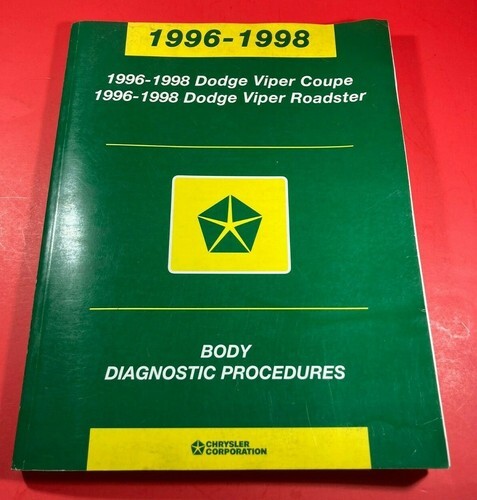 1996-1998
1996-1998 Dodge Viper Coupe
1996-1998 Dodge Viper Roadster
BODY
DIAGNOSTIC PROCEDURES
CHRYSLER
CORPORATION